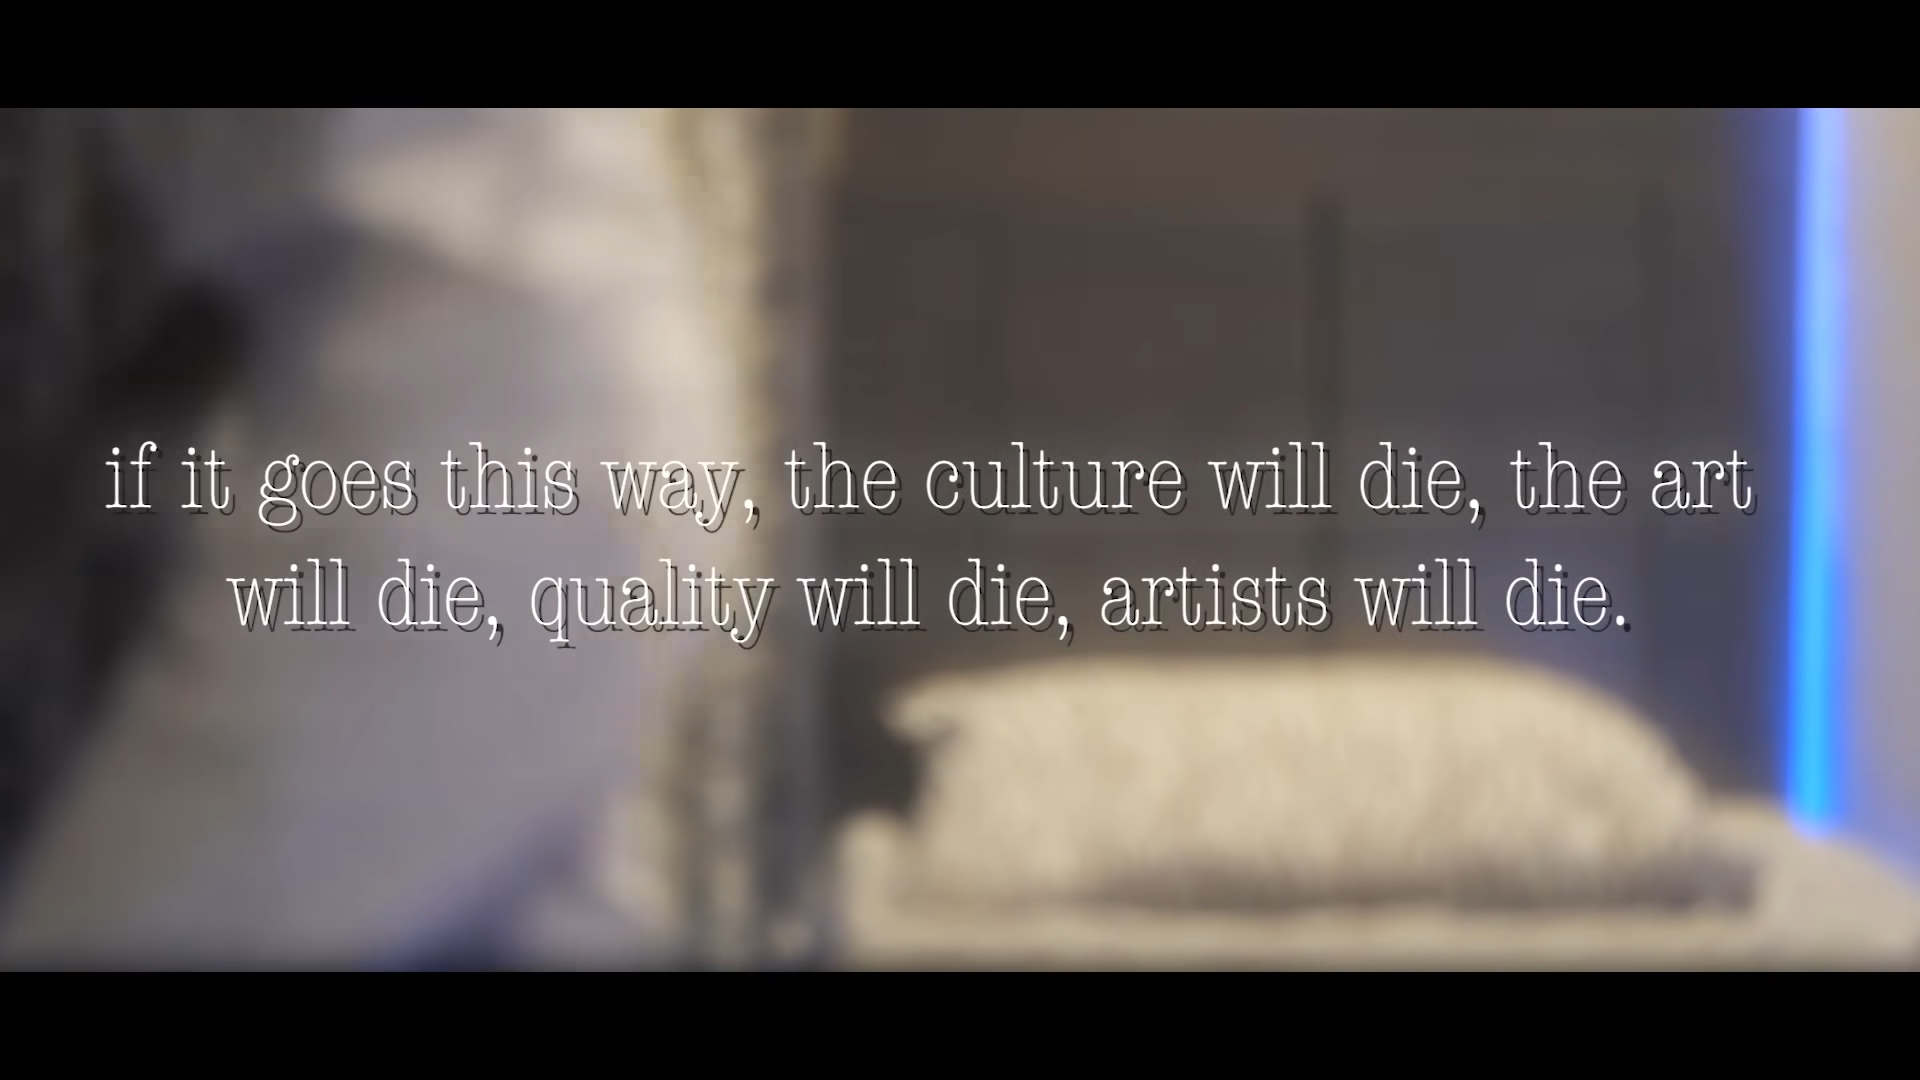 if it goes this way, the culture will die, the art
will die, quality will die, artists will die.